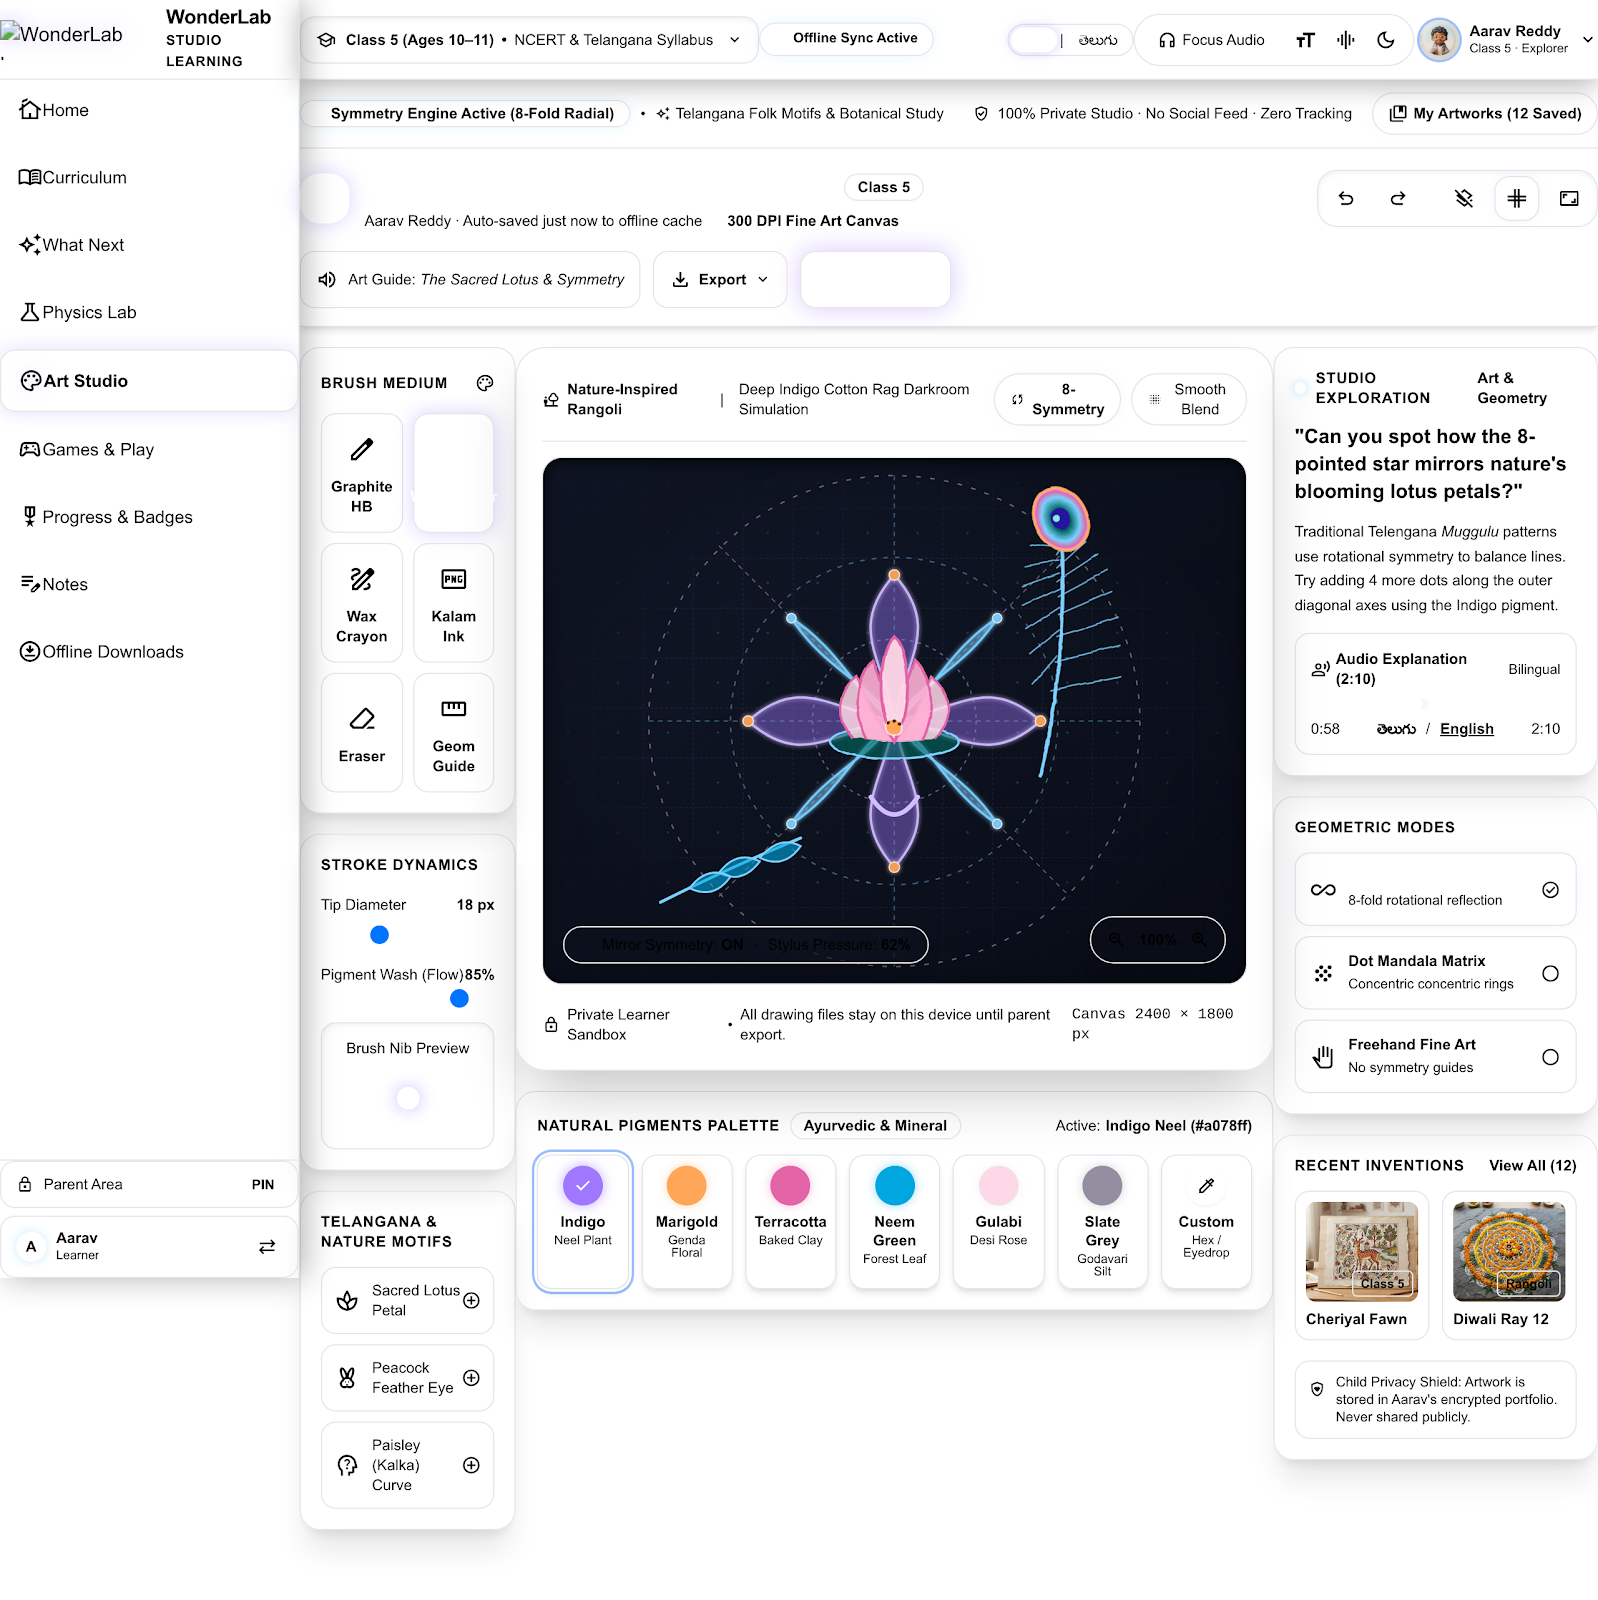 WonderLab
WonderLab
STUDIO
LEARNING
Class 5 (Ages 10–11) • NCERT & Telangana Syllabus
Offline Sync Active
| తెలుగు
Focus Audio
Aarav Reddy
Class 5 · Explorer
Home
Curriculum
What Next
Physics Lab
Art Studio
Games & Play
Progress & Badges
Notes
Offline Downloads
Parent Area PIN
A
Aarav
Learner
Symmetry Engine Active (8-Fold Radial)
• Telangana Folk Motifs & Botanical Study
100% Private Studio · No Social Feed · Zero Tracking
My Artworks (12 Saved)
Class 5
Aarav Reddy · Auto-saved just now to offline cache
300 DPI Fine Art Canvas
Art Guide: The Sacred Lotus & Symmetry
Export
BRUSH MEDIUM
Graphite
HB
Wax
Crayon
PNG
Kalam
Ink
Eraser
Geom
Guide
STROKE DYNAMICS
Tip Diameter 18 px
Pigment Wash (Flow) 85%
Brush Nib Preview
TELANGANA &
NATURE MOTIFS
Sacred Lotus
Petal
Peacock
Feather Eye
Paisley
(Kalka)
Curve
Nature-Inspired
Rangoli
|
Deep Indigo Cotton Rag Darkroom
Simulation
8-
Symmetry
Smooth
Blend
Mirror Symmetry: ON · Stylus Pressure: 62%
100%
Private Learner
Sandbox
•
All drawing files stay on this device until parent
export.
Canvas 2400 × 1800
px
NATURAL PIGMENTS PALETTE
Ayurvedic & Mineral
Active: Indigo Neel (#a078ff)
Indigo
Neel Plant
Marigold
Genda
Floral
Terracotta
Baked Clay
Neem
Green
Forest Leaf
Gulabi
Desi Rose
Slate
Grey
Godavari
Silt
Custom
Hex /
Eyedrop
STUDIO
EXPLORATION
Art &
Geometry
"Can you spot how the 8-
pointed star mirrors nature's
blooming lotus petals?"
Traditional Telengana Muggulu patterns
use rotational symmetry to balance lines.
Try adding 4 more dots along the outer
diagonal axes using the Indigo pigment.
Audio Explanation
(2:10)
Bilingual
0:58 తెలుగు / English 2:10
GEOMETRIC MODES
8-fold rotational reflection
Dot Mandala Matrix
Concentric concentric rings
Freehand Fine Art
No symmetry guides
RECENT INVENTIONS View All (12)
Class 5
Cheriyal Fawn
Rangoli
Diwali Ray 12
Child Privacy Shield: Artwork is
stored in Aarav's encrypted portfolio.
Never shared publicly.